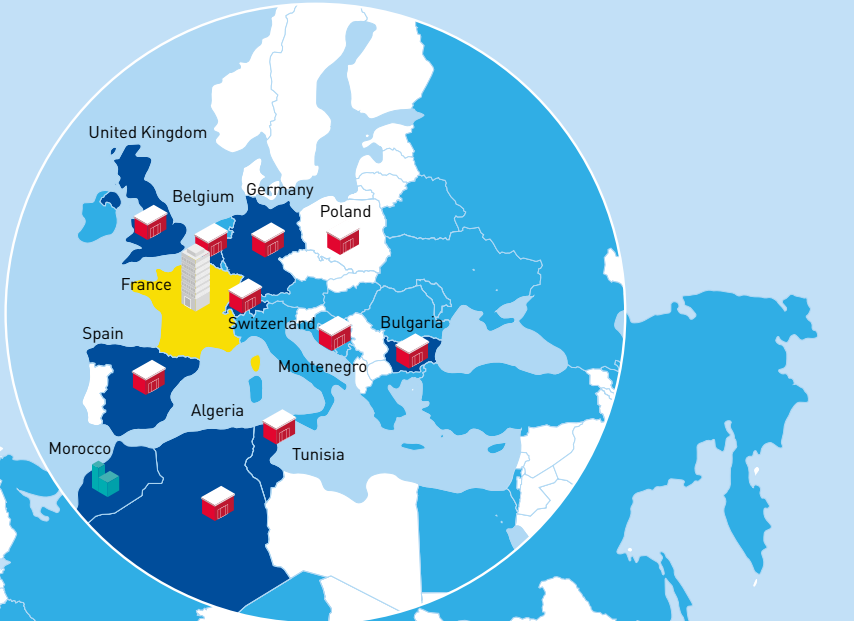 United Kingdom
Belgium
Germany
Poland
France
Switzerland
Bulgaria
Spain
Montenegro
Algeria
Morocco
Tunisia